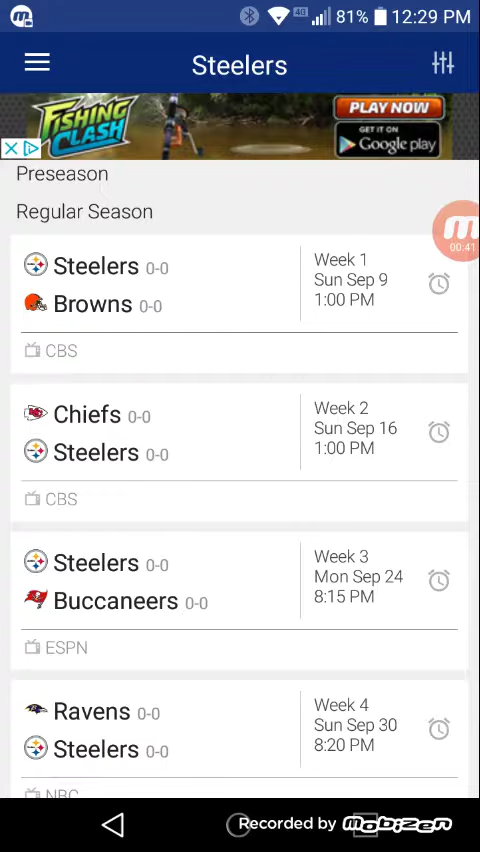 4G 81% 12:29 PM
Steelers
FISHING CLASH
PLAY NOW
GET IT ON
Google play
Preseason
Regular Season
00:41
Steelers 0-0
Browns 0-0
Week 1
Sun Sep 9
1:00 PM
CBS
Chiefs 0-0
Steelers 0-0
Week 2
Sun Sep 16
1:00 PM
CBS
Steelers 0-0
Buccaneers 0-0
Week 3
Mon Sep 24
8:15 PM
ESPN
Ravens 0-0
Steelers 0-0
Week 4
Sun Sep 30
8:20 PM
NBC
Recorded by mobizen